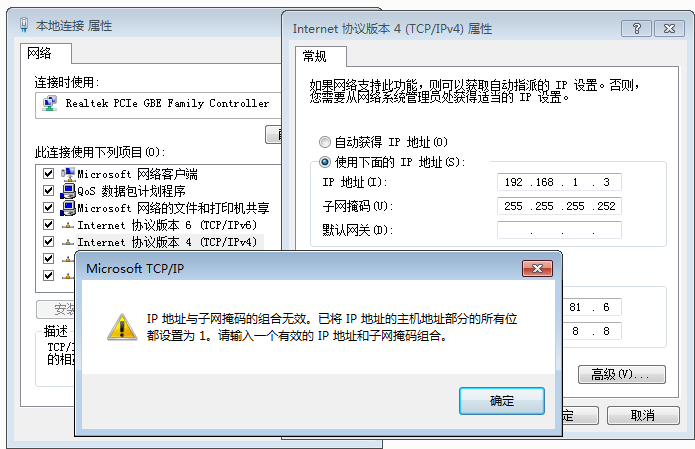 本地连接 属性
网络
连接时使用:
Realtek PCIe GBE Family Controller
此连接使用下列项目(O):
Microsoft 网络客户端
QoS 数据包计划程序
Microsoft 网络的文件和打印机共享
Internet 协议版本 6 (TCP/IPv6)
Internet 协议版本 4 (TCP/IPv4)
安装
描述
TCP/I
的相
Internet 协议版本 4 (TCP/IPv4) 属性
常规
如果网络支持此功能，则可以获取自动指派的 IP 设置。否则，
您需要从网络系统管理员处获得适当的 IP 设置。
自动获得 IP 地址(O)
使用下面的 IP 地址(S):
IP 地址(I):
192 .168 . 1 . 3
子网掩码(U):
255 .255 .255 .252
默认网关(D):
. . .
81 . 6
8 . 8
高级(V)...
定
取消
Microsoft TCP/IP
IP 地址与子网掩码的组合无效。已将 IP 地址的主机地址部分的所有位
都设置为 1。请输入一个有效的 IP 地址和子网掩码组合。
确定